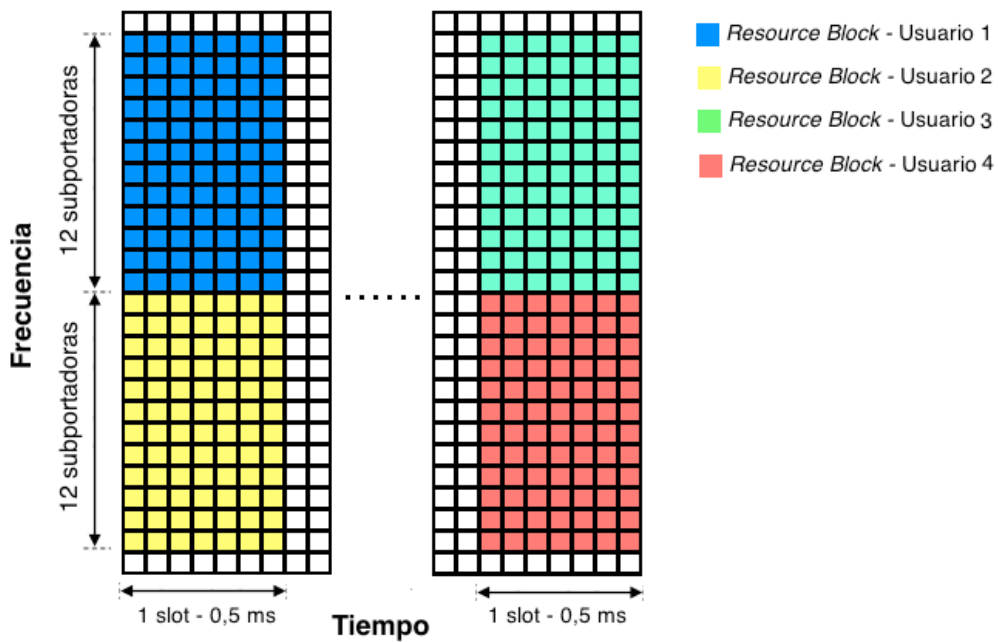 Resource Block - Usuario 1
Resource Block - Usuario 2
Resource Block - Usuario 3
Resource Block - Usuario 4
Frecuencia
12 subportadoras
12 subportadoras
1 slot - 0,5 ms
1 slot - 0,5 ms
Tiempo